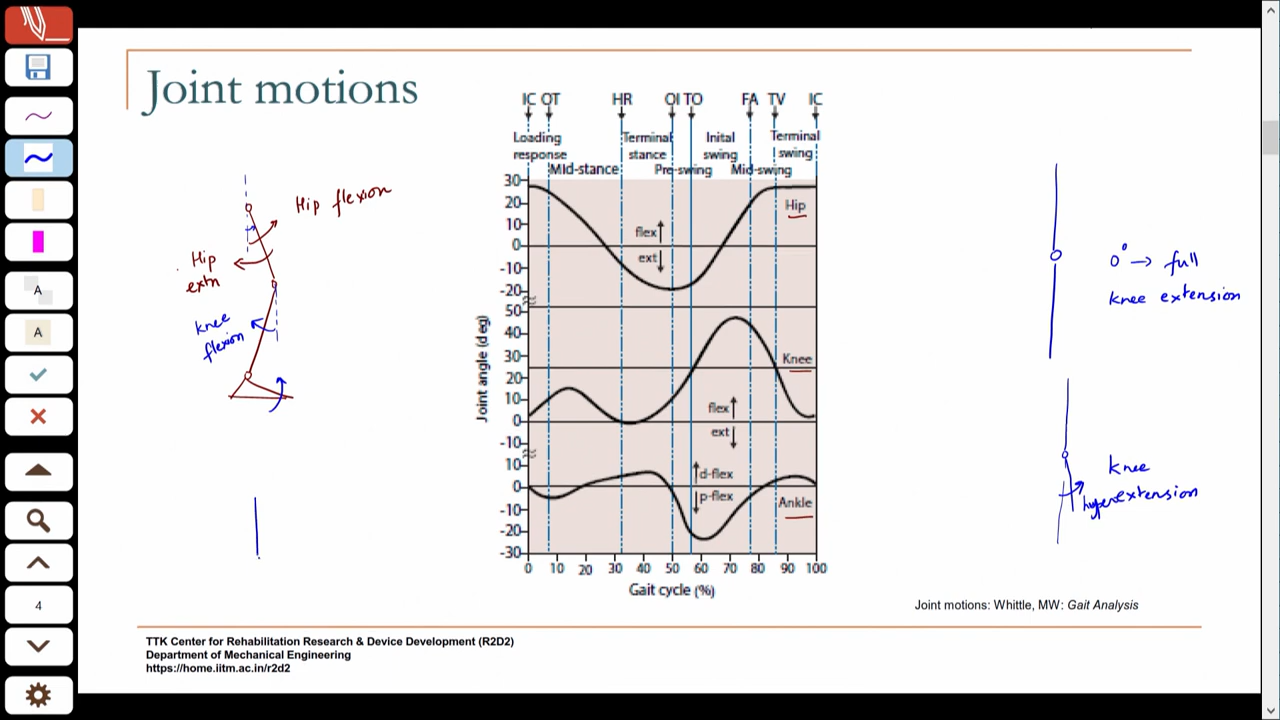 Joint motions
IC OT HR OI TO FA TV IC
Loading response
Mid-stance
Terminal stance
Pre-swing
Inital swing
Mid-swing
Terminal swing
Hip flexion
Hip extn
knee flexion
Joint angle (deg)
30
20
10
0
-10
-20
Hip
flex
ext
50
40
30
20
10
0
-10
Knee
flex
ext
10
0
-10
-20
-30
d-flex
p-flex
Ankle
0 10 20 30 40 50 60 70 80 90 100
Gait cycle (%)
0° → full
knee extension
knee
hyperextension
Joint motions: Whittle, MW: Gait Analysis
TTK Center for Rehabilitation Research & Device Development (R2D2)
Department of Mechanical Engineering
https://home.iitm.ac.in/r2d2
A
A
4